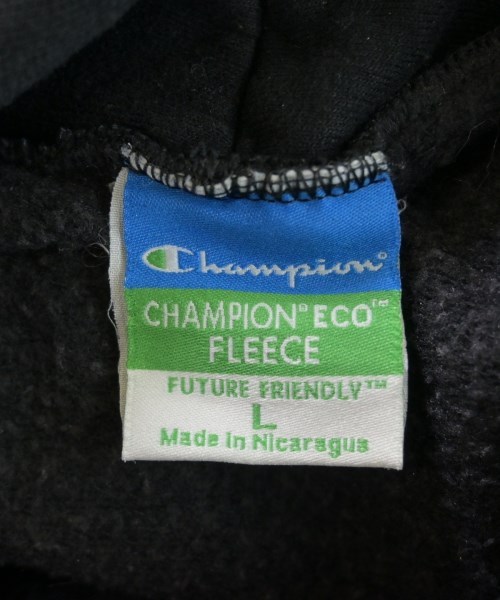 Champion®
CHAMPION® ECO™
FLEECE
FUTURE FRIENDLY™
L
Made in Nicaragua